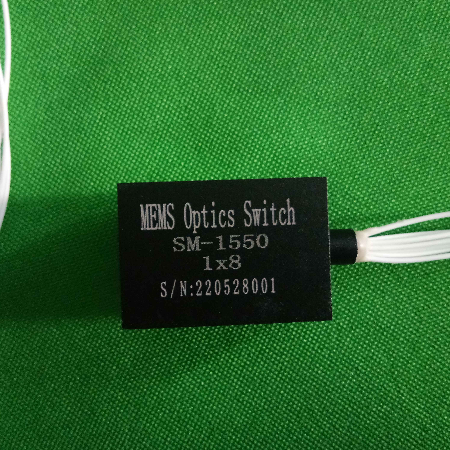 MEMS Optics Switch
SM-1550
1x8
S/N:220528001